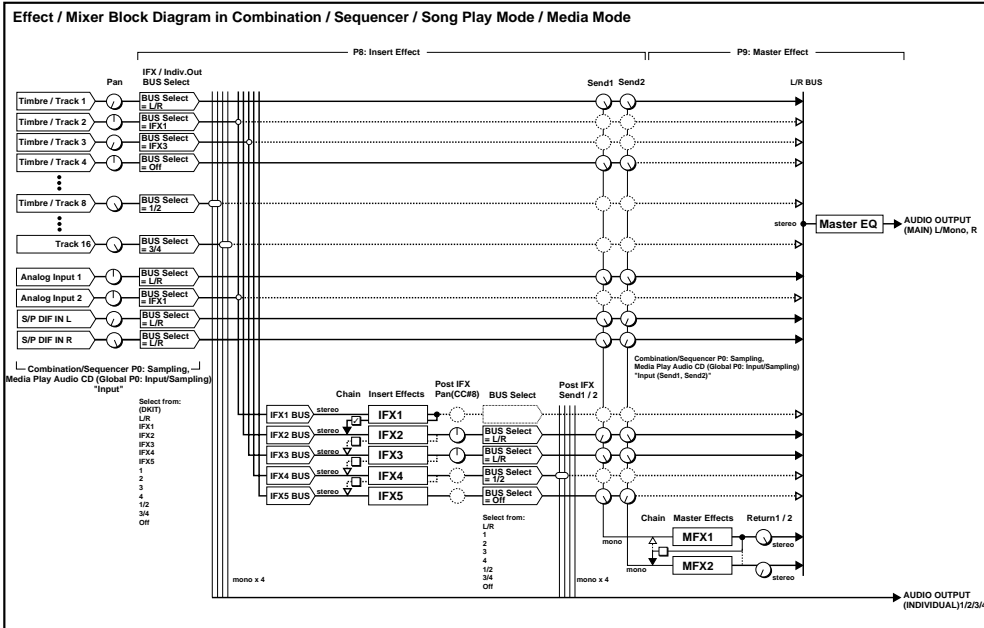 Effect / Mixer Block Diagram in Combination / Sequencer / Song Play Mode / Media Mode
P8: Insert Effect
P9: Master Effect
IFX / Indiv.Out
BUS Select
Pan
Send1
Send2
L/R BUS
Timbre / Track 1
BUS Select
= L/R
Timbre / Track 2
BUS Select
= IFX1
Timbre / Track 3
BUS Select
= IFX3
Timbre / Track 4
BUS Select
= Off
Timbre / Track 8
BUS Select
= 1/2
Track 16
BUS Select
= 3/4
stereo
Master EQ
AUDIO OUTPUT
(MAIN) L/Mono, R
Analog Input 1
BUS Select
= L/R
Analog Input 2
BUS Select
= IFX1
S/P DIF IN L
BUS Select
= L/R
S/P DIF IN R
BUS Select
= L/R
Combination/Sequencer P0: Sampling,
Media Play Audio CD (Global P0: Input/Sampling)
"Input"
Combination/Sequencer P0: Sampling,
Media Play Audio CD (Global P0: Input/Sampling)
"Input (Send1, Send2)"
Select from:
(DKIT)
L/R
IFX1
IFX2
IFX3
IFX4
IFX5
1
2
3
4
1/2
3/4
Off
Chain
Insert Effects
Post IFX
Pan(CC#8)
BUS Select
Post IFX
Send1 / 2
IFX1 BUS
stereo
IFX1
IFX2 BUS
stereo
IFX2
BUS Select
= L/R
IFX3 BUS
stereo
IFX3
BUS Select
= L/R
IFX4 BUS
stereo
IFX4
BUS Select
= 1/2
IFX5 BUS
stereo
IFX5
BUS Select
= Off
Select from:
L/R
1
2
3
4
1/2
3/4
Off
Chain
Master Effects
Return1 / 2
mono
MFX1
stereo
mono
MFX2
stereo
mono x 4
mono x 4
AUDIO OUTPUT
(INDIVIDUAL)1/2/3/4